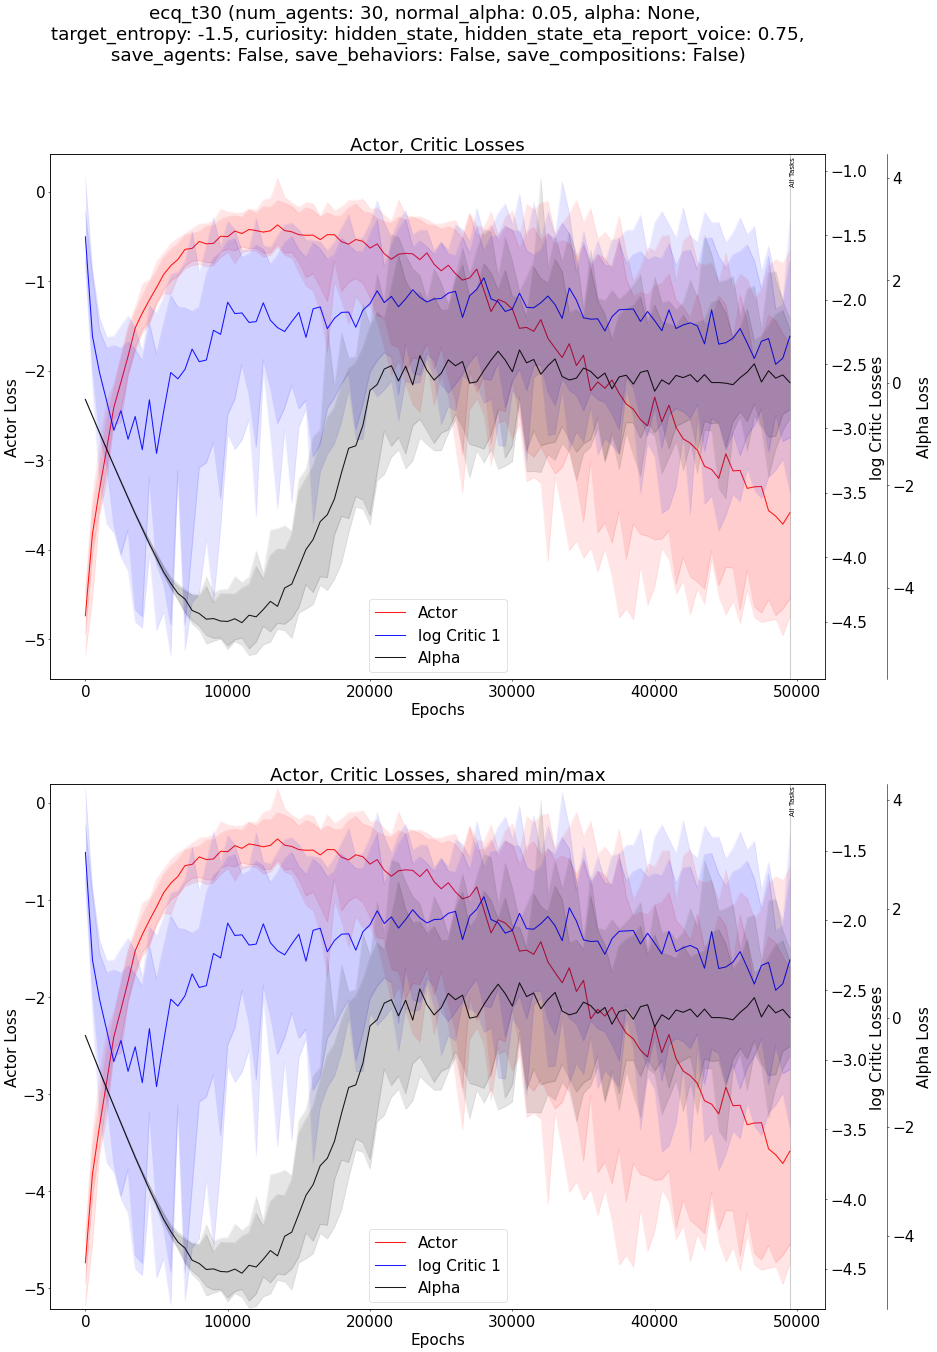 ecq_t30 (num_agents: 30, normal_alpha: 0.05, alpha: None,
target_entropy: -1.5, curiosity: hidden_state, hidden_state_eta_report_voice: 0.75,
save_agents: False, save_behaviors: False, save_compositions: False)
Actor, Critic Losses
All Tasks
0
−1
−2
−3
−4
−5
Actor Loss
−1.0
−1.5
−2.0
−2.5
−3.0
−3.5
−4.0
−4.5
log Critic Losses
4
2
0
−2
−4
Alpha Loss
Actor
log Critic 1
Alpha
0 10000 20000 30000 40000 50000
Epochs
Actor, Critic Losses, shared min/max
All Tasks
0
−1
−2
−3
−4
−5
Actor Loss
−1.5
−2.0
−2.5
−3.0
−3.5
−4.0
−4.5
log Critic Losses
4
2
0
−2
−4
Alpha Loss
Actor
log Critic 1
Alpha
0 10000 20000 30000 40000 50000
Epochs